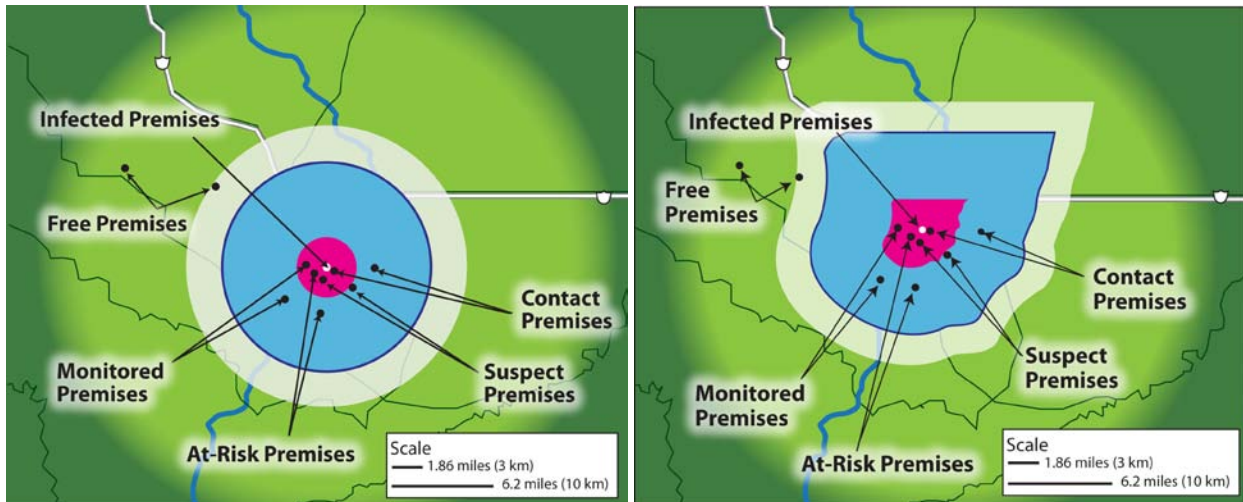 Infected Premises
Free Premises
Contact
Premises
Monitored
Premises
Suspect
Premises
At-Risk Premises
Scale
1.86 miles (3 km)
6.2 miles (10 km)
Infected Premises
Free
Premises
Contact
Premises
Suspect
Premises
Monitored
Premises
At-Risk Premises
Scale
1.86 miles (3 km)
6.2 miles (10 km)